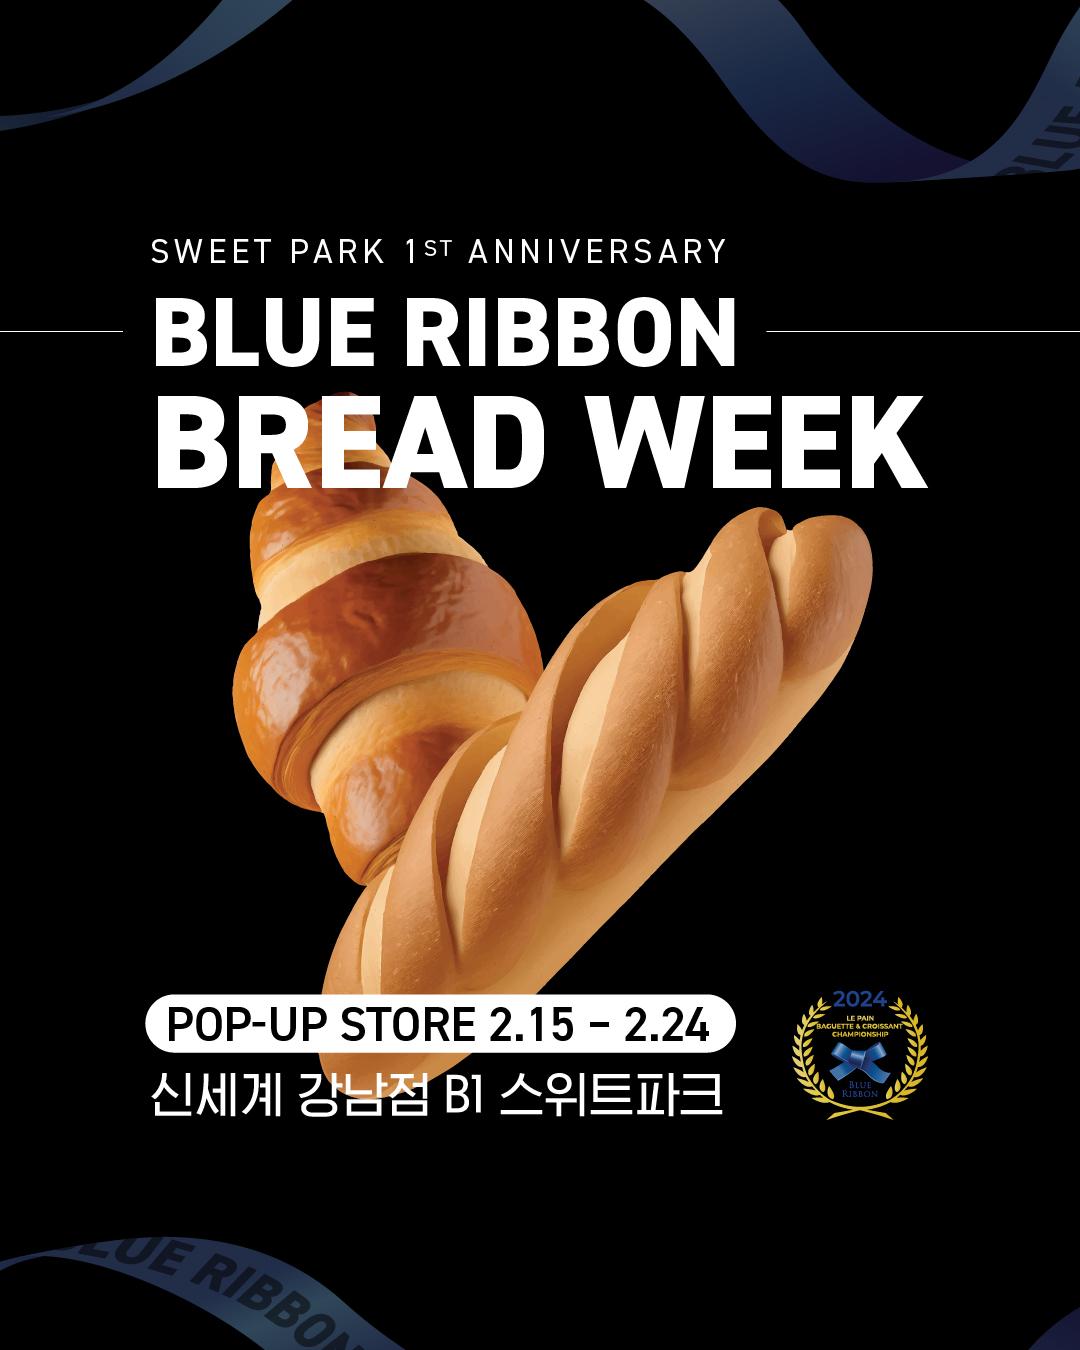 BLUE
SWEET PARK 1ST ANNIVERSARY
BLUE RIBBON
BREAD WEEK
POP-UP STORE 2.15 – 2.24
신세계 강남점 B1 스위트파크
2024
LE PAIN
BAGUETTE & CROISSANT
CHAMPIONSHIP
BLUE
RIBBON
BLUE RIBBON